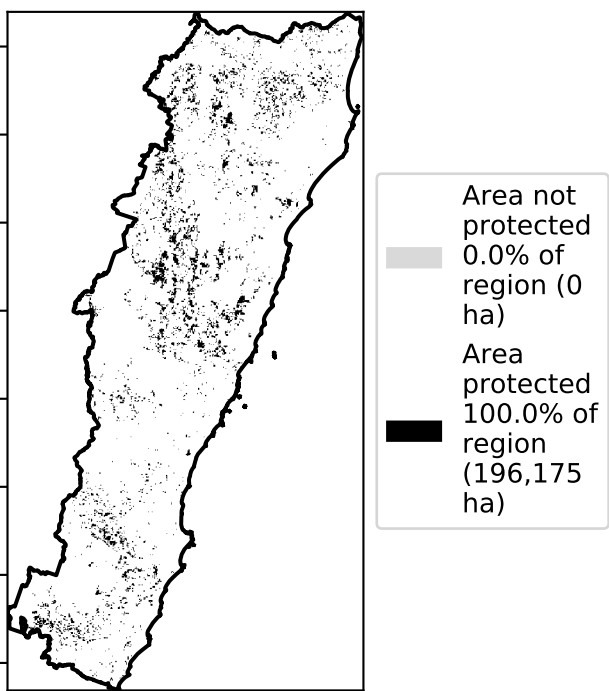 Area not
protected
0.0% of
region (0
ha)
Area
protected
100.0% of
region
(196,175
ha)